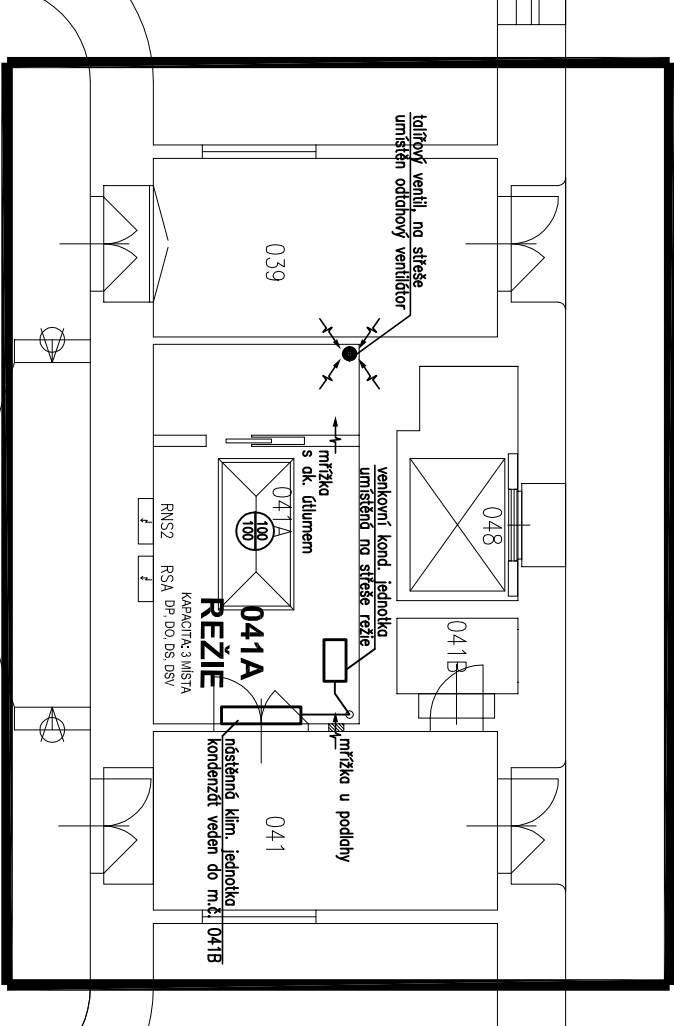 talířový ventil, na střeše
umístěn odtahový ventilátor
039
mřížka
s ak. útlumem
venkovní kond. jednotka
umístěná na střeše režie
048
041A
100
100
RNS2
RSA
041A
REŽIE
KAPACITA: 3 MÍSTA
DP, DO, DS, DSV
041B
mřížka u podlahy
041
nástěnná klim. jednotka
kondenzát veden do m.č. 041B